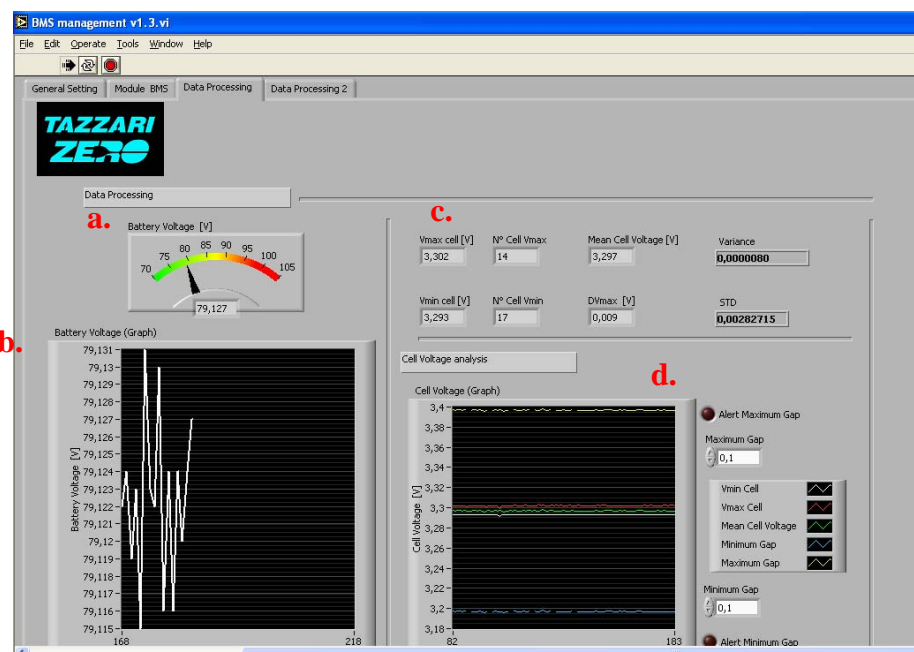 BMS management v1.3.vi
File Edit Operate Tools Window Help
General Setting Module BMS Data Processing Data Processing 2
TAZZARI
ZERO
Data Processing
a.
Battery Voltage [V]
70 75 80 85 90 95 100 105
79,127
c.
Vmax cell [V] N° Cell Vmax Mean Cell Voltage [V] Variance
3,302 14 3,297 0,0000080
Vmin cell [V] N° Cell Vmin DVmax [V] STD
3,293 17 0,009 0,00282715
b.
Battery Voltage (Graph)
79,131
79,13
79,129
79,128
79,127
79,126
79,125
79,124
79,123
79,122
79,121
79,12
79,119
79,118
79,117
79,116
79,115
Battery Voltage [V]
168 218
Cell Voltage analysis
d.
Cell Voltage (Graph)
3,4
3,38
3,36
3,34
3,32
3,3
3,28
3,26
3,24
3,22
3,2
3,18
Cell Voltage [V]
82 183
Alert Maximum Gap
Maximum Gap
0,1
Vmin Cell
Vmax Cell
Mean Cell Voltage
Minimum Gap
Maximum Gap
Minimum Gap
0,1
Alert Minimum Gap